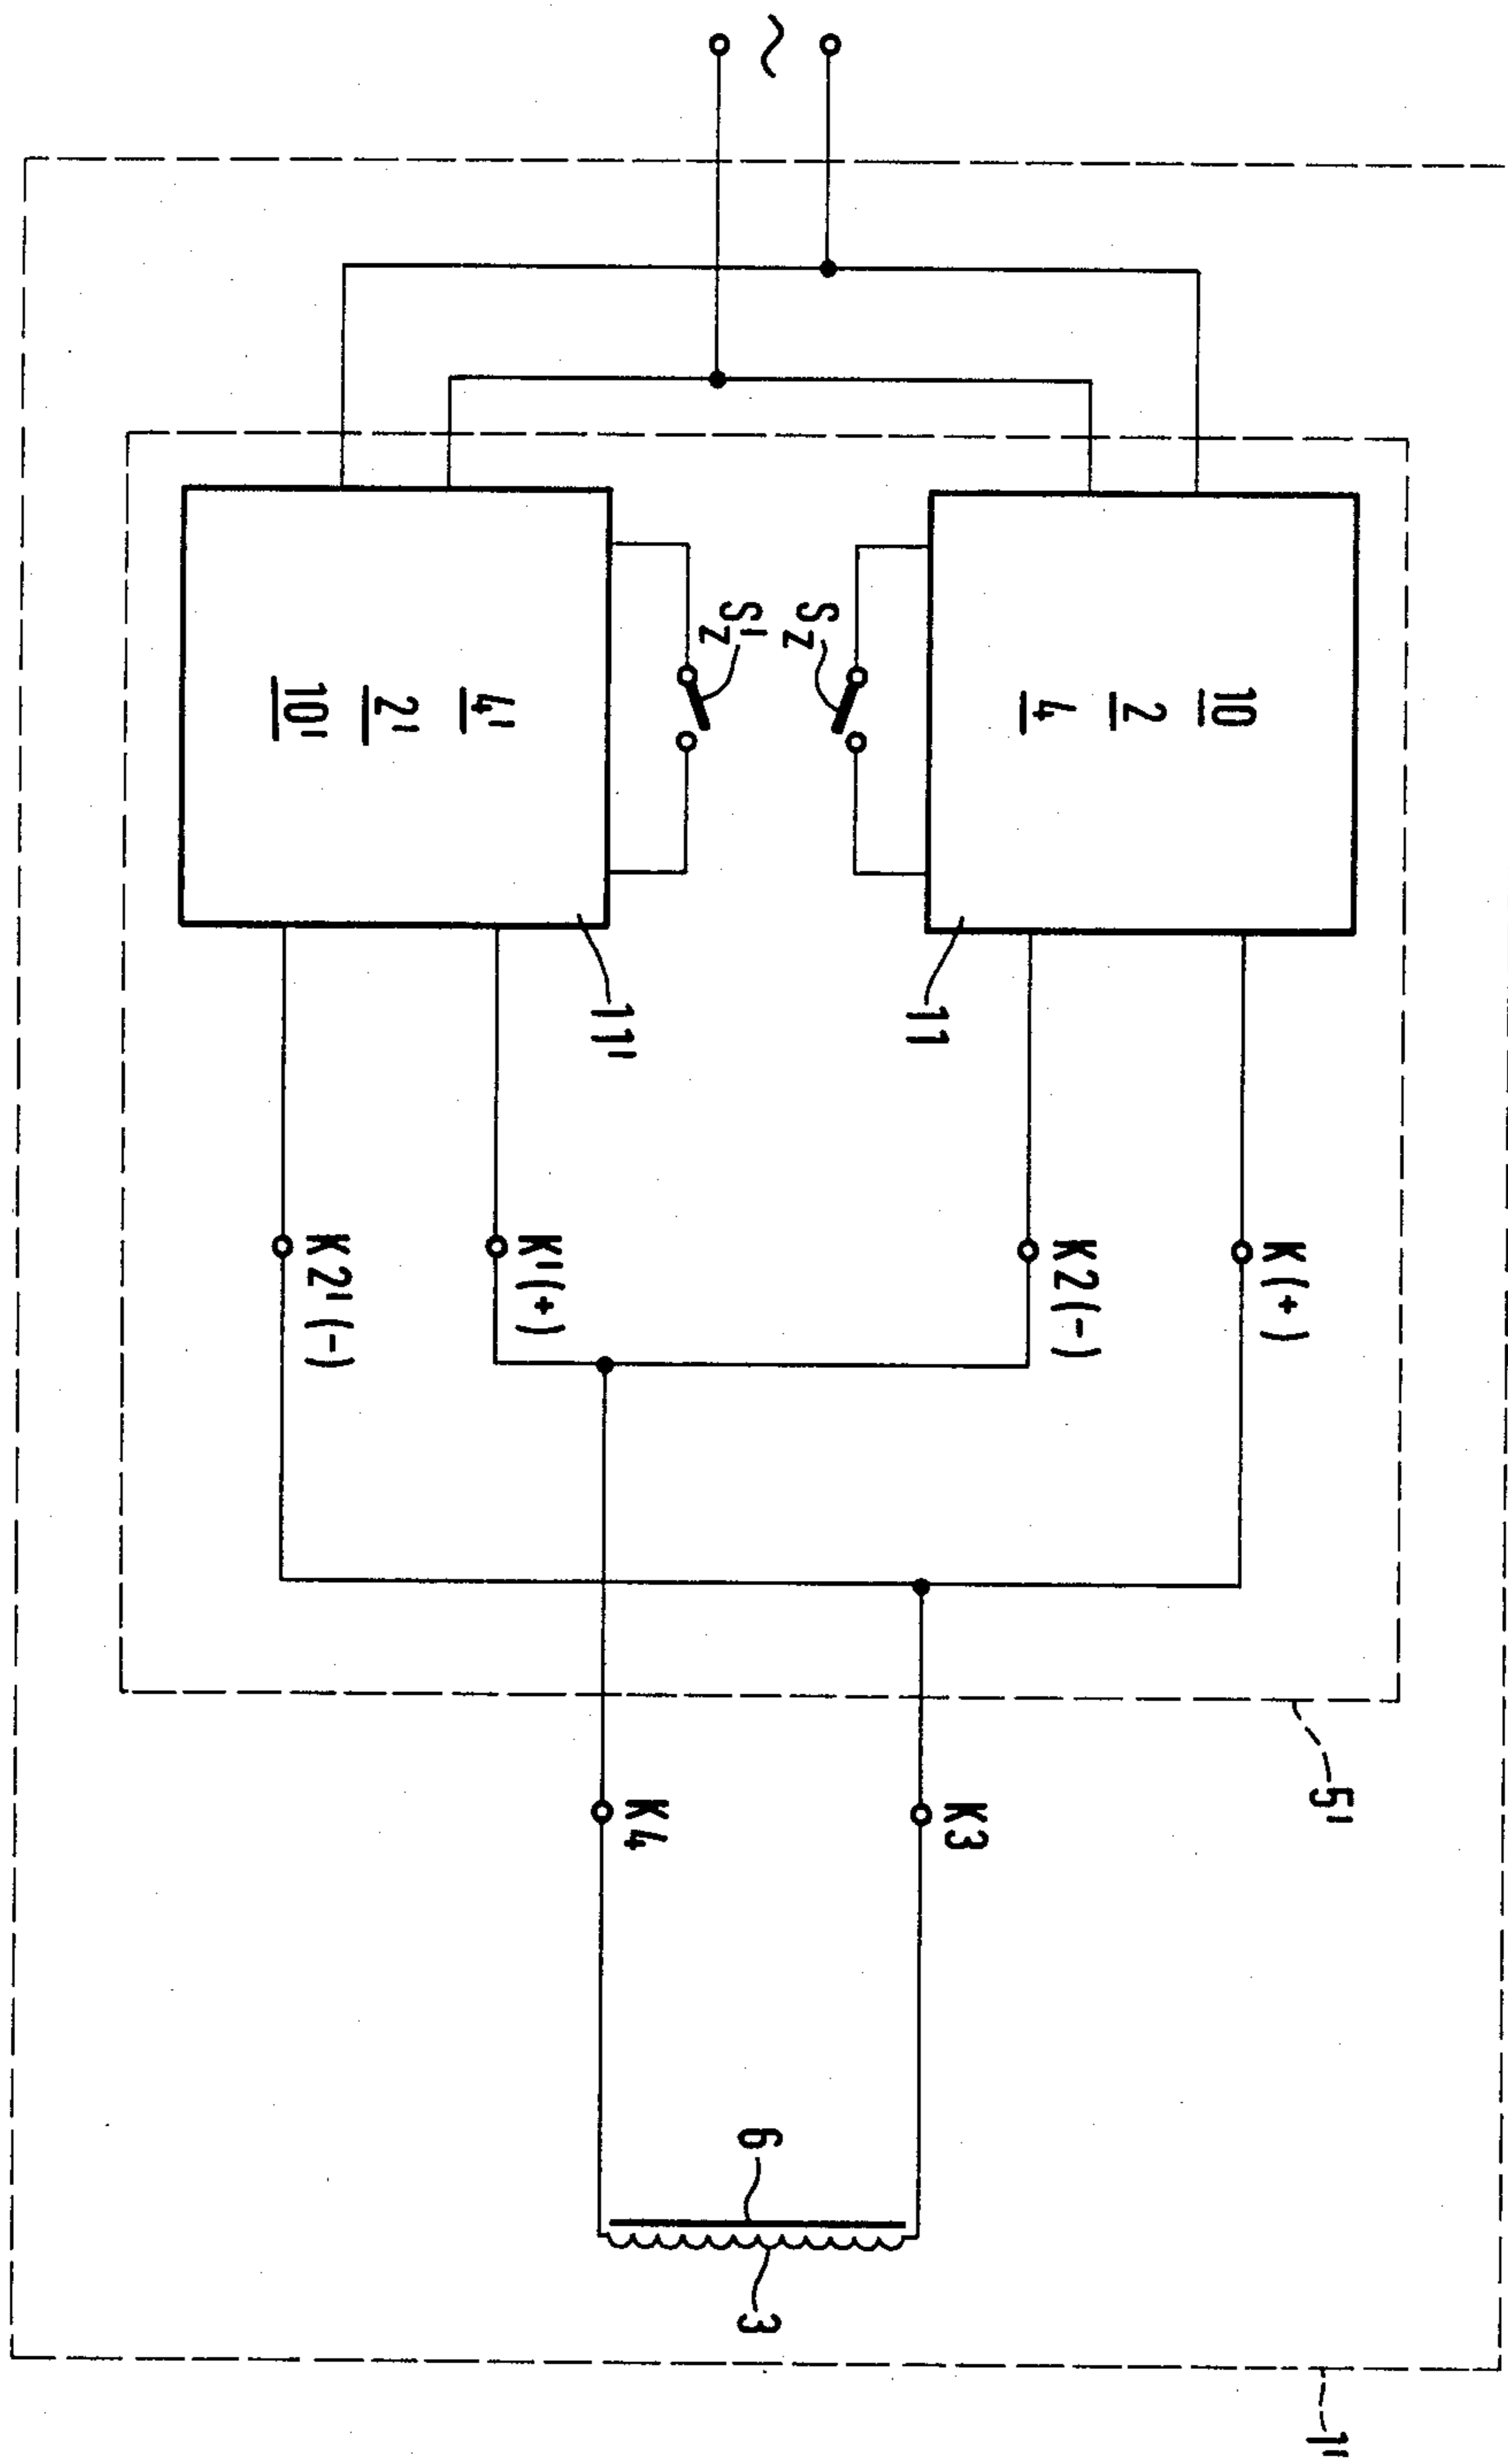 5'
1'
K(+)
10
2
K2(-)
4
K3
11
SZ
~
6
3
S'Z
K4
11'
K'(+)
4'
2'
K2'(-)
10'